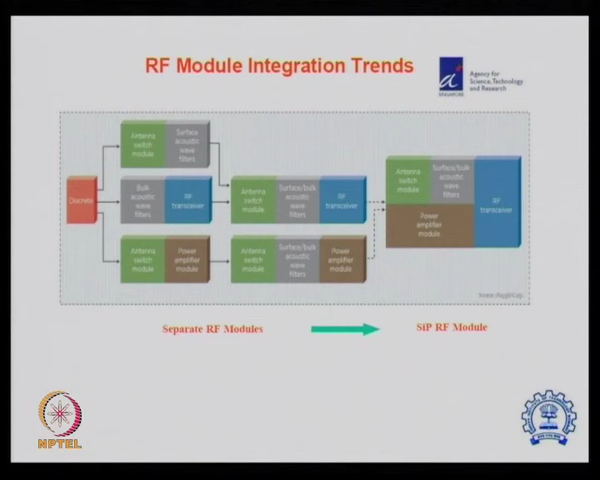 RF Module Integration Trends
SINGAPORE
Agency for
Science, Technology
and Research
Discrete
Antenna
switch
module
Surface
acoustic
wave
filters
Bulk
acoustic
wave
filters
RF
transceiver
Antenna
switch
module
Power
amplifier
module
Antenna
switch
module
Surface/bulk
acoustic
wave
filters
RF
transceiver
Antenna
switch
module
Surface/bulk
acoustic
wave
filters
Power
amplifier
module
Antenna
switch
module
Surface/bulk
acoustic
wave
filters
Power
amplifier
module
RF
transceiver
Separate RF Modules
SiP RF Module
NPTEL